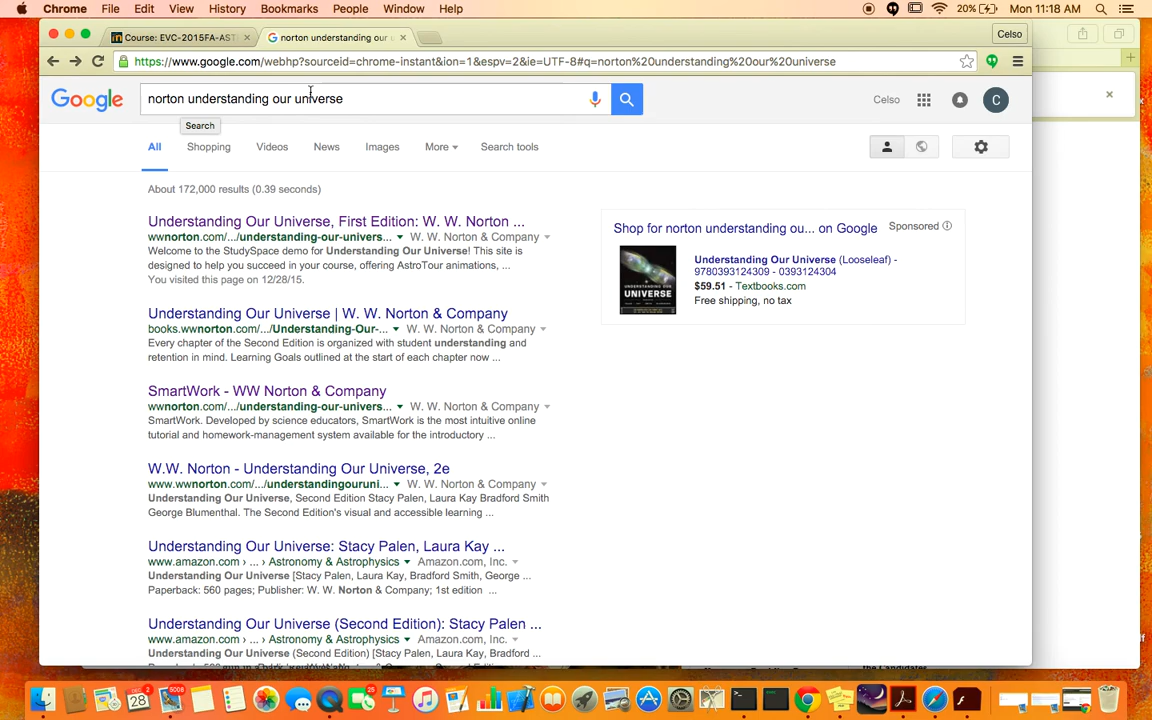 Chrome File Edit View History Bookmarks People Window Help 20% Mon 11:18 AM
Course: EVC-2015FA-AST × norton understanding our u × Celso
https://www.google.com/webhp?sourceid=chrome-instant&ion=1&espv=2&ie=UTF-8#q=norton%20understanding%20our%20universe
Google norton understanding our universe Celso C
Search
All Shopping Videos News Images More Search tools
About 172,000 results (0.39 seconds)
Understanding Our Universe, First Edition: W. W. Norton ...
wwnorton.com/.../understanding-our-univers... W. W. Norton & Company
Welcome to the StudySpace demo for Understanding Our Universe! This site is
designed to help you succeed in your course, offering AstroTour animations, ...
You visited this page on 12/28/15.
Understanding Our Universe | W. W. Norton & Company
books.wwnorton.com/.../Understanding-Our-... W. W. Norton & Company
Every chapter of the Second Edition is organized with student understanding and
retention in mind. Learning Goals outlined at the start of each chapter now ...
SmartWork - WW Norton & Company
wwnorton.com/.../understanding-our-univers... W. W. Norton & Company
SmartWork. Developed by science educators, SmartWork is the most intuitive online
tutorial and homework-management system available for the introductory ...
W.W. Norton - Understanding Our Universe, 2e
www.wwnorton.com/.../understandingouruni... W. W. Norton & Company
Understanding Our Universe, Second Edition Stacy Palen, Laura Kay Bradford Smith
George Blumenthal. The Second Edition's visual and accessible learning ...
Understanding Our Universe: Stacy Palen, Laura Kay ...
www.amazon.com › ... › Astronomy & Astrophysics Amazon.com, Inc.
Understanding Our Universe [Stacy Palen, Laura Kay, Bradford Smith, George ...
Paperback: 560 pages; Publisher: W. W. Norton & Company; 1st edition ...
Understanding Our Universe (Second Edition): Stacy Palen ...
www.amazon.com › ... › Astronomy & Astrophysics Amazon.com, Inc.
Understanding Our Universe (Second Edition) [Stacy Palen, Laura Kay, Bradford
Shop for norton understanding ou... on Google Sponsored
UNIVERSE
Understanding Our Universe (Looseleaf) -
9780393124309 - 0393124304
$59.51 - Textbooks.com
Free shipping, no tax
the Candidates
DEC 28 2 5008 25